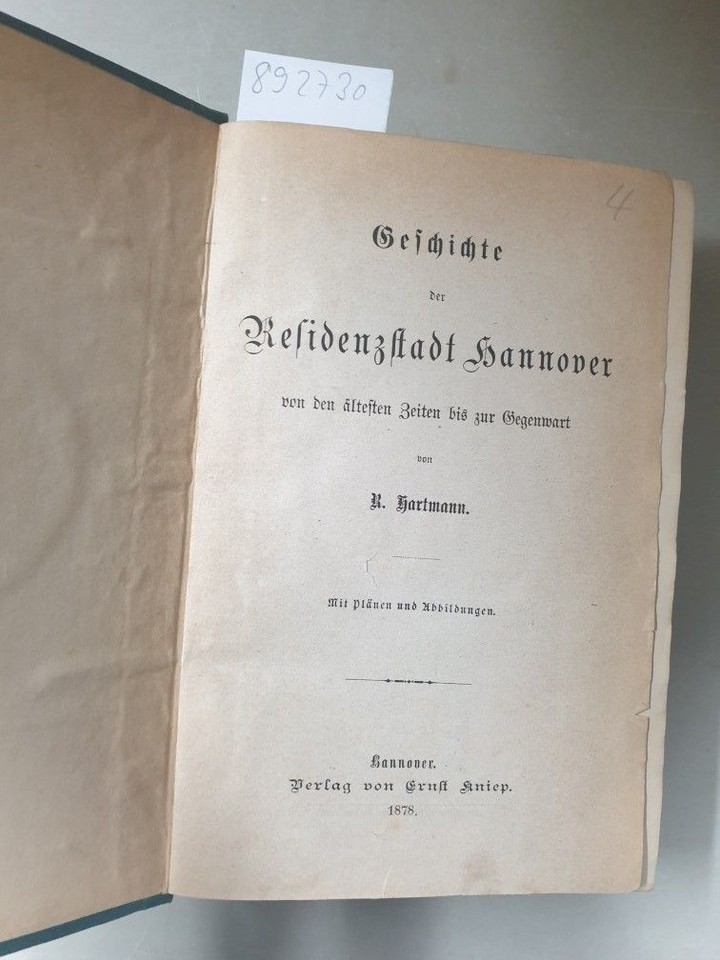 892730
4
Geschichte
der
Residenzstadt Hannover
von den ältesten Zeiten bis zur Gegenwart
von
R. Hartmann.
Mit Plänen und Abbildungen.
Hannover.
Verlag von Ernst Kniep.
1878.